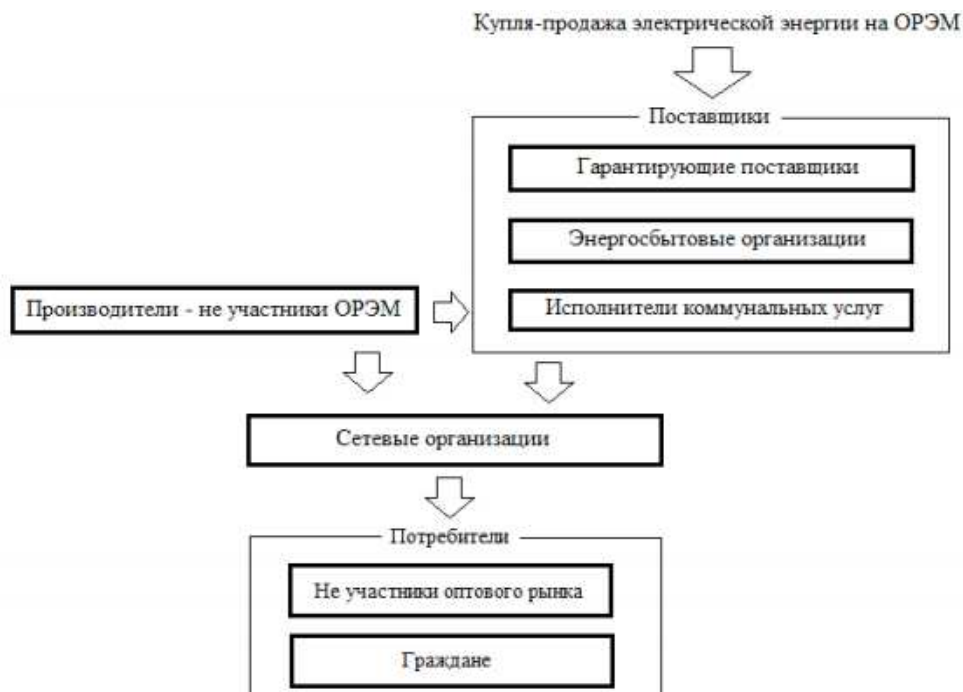 Купля-продажа электрической энергии на ОРЭМ
Поставщики
Гарантирующие поставщики
Энергосбытовые организации
Исполнители коммунальных услуг
Производители - не участники ОРЭМ
Сетевые организации
Потребители
Не участники оптового рынка
Граждане